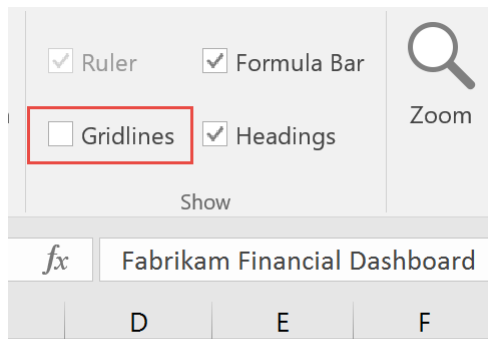 Ruler Formula Bar
Zoom
Gridlines Headings
Show
fx Fabrikam Financial Dashboard
D E F